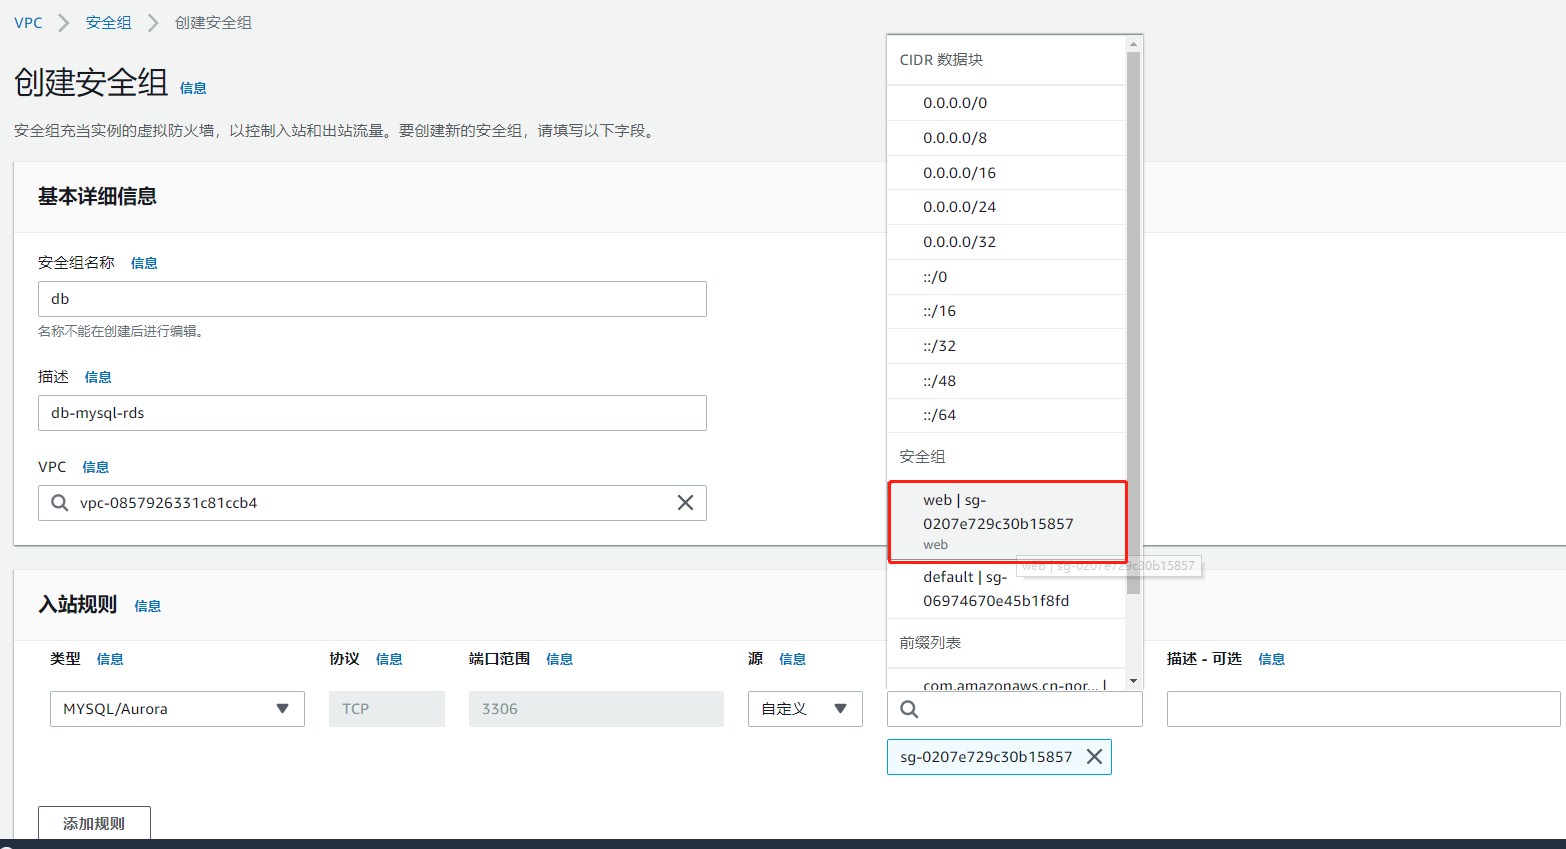 VPC
安全组
创建安全组
创建安全组 信息
安全组充当实例的虚拟防火墙，以控制入站和出站流量。要创建新的安全组，请填写以下字段。
基本详细信息
安全组名称 信息
db
名称不能在创建后进行编辑。
描述 信息
db-mysql-rds
VPC 信息
vpc-0857926331c81ccb4
CIDR 数据块
0.0.0.0/0
0.0.0.0/8
0.0.0.0/16
0.0.0.0/24
0.0.0.0/32
::/0
::/16
::/32
::/48
::/64
安全组
web | sg-
0207e729c30b15857
web
web | sg-0207e729c30b15857
default | sg-
06974670e45b1f8fd
前缀列表
com.amazonaws.cn-nor... |
入站规则 信息
类型 信息
协议 信息
端口范围 信息
源 信息
描述 - 可选 信息
MYSQL/Aurora
TCP
3306
自定义
sg-0207e729c30b15857
添加规则